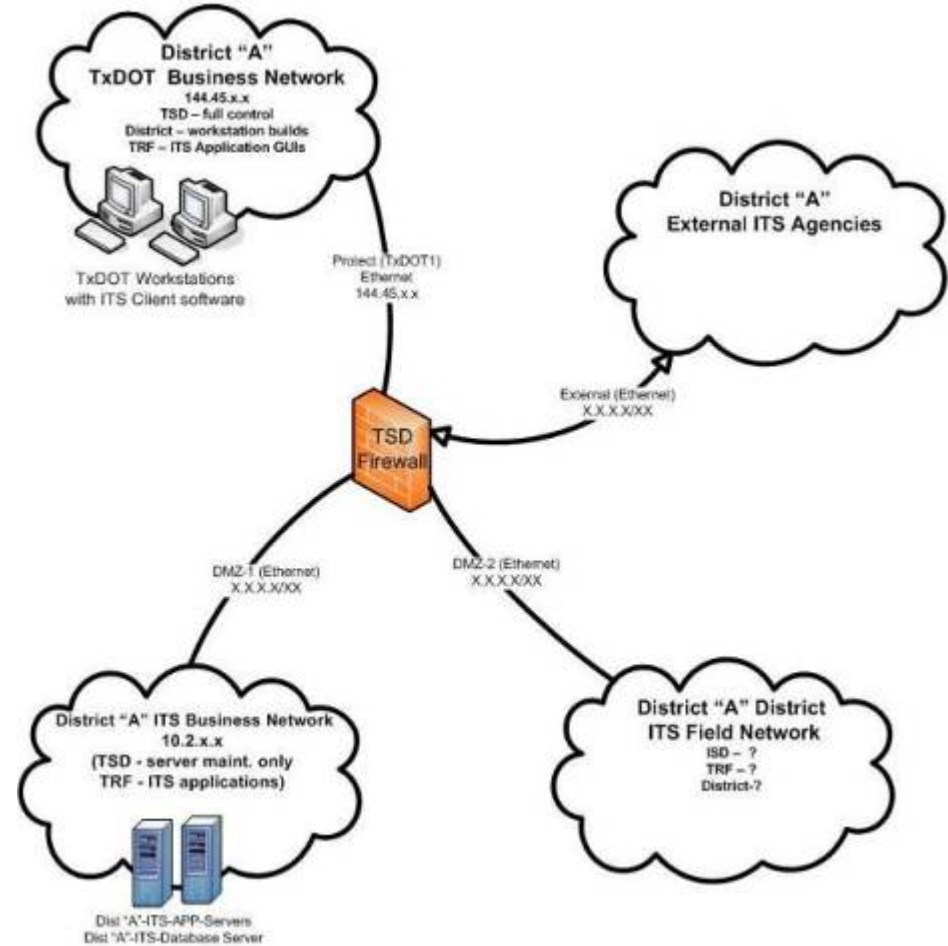 District “A”
TxDOT Business Network
144.45.x.x
TSD – full control
District – workstation builds
TRF – ITS Application GUIs
TxDOT Workstations
with ITS Client software
Protect (TxDOT1)
Ethernet
144.45.x.x
District “A”
External ITS Agencies
External (Ethernet)
X.X.X.X/XX
TSD
Firewall
DMZ-1 (Ethernet)
X.X.X.X/XX
DMZ-2 (Ethernet)
X.X.X.X/XX
District “A” ITS Business Network
10.2.x.x
(TSD - server maint. only
TRF - ITS applications)
Dist “A”-ITS-APP-Servers
Dist “A”-ITS-Database Server
District “A” District
ITS Field Network
ISD – ?
TRF – ?
District-?